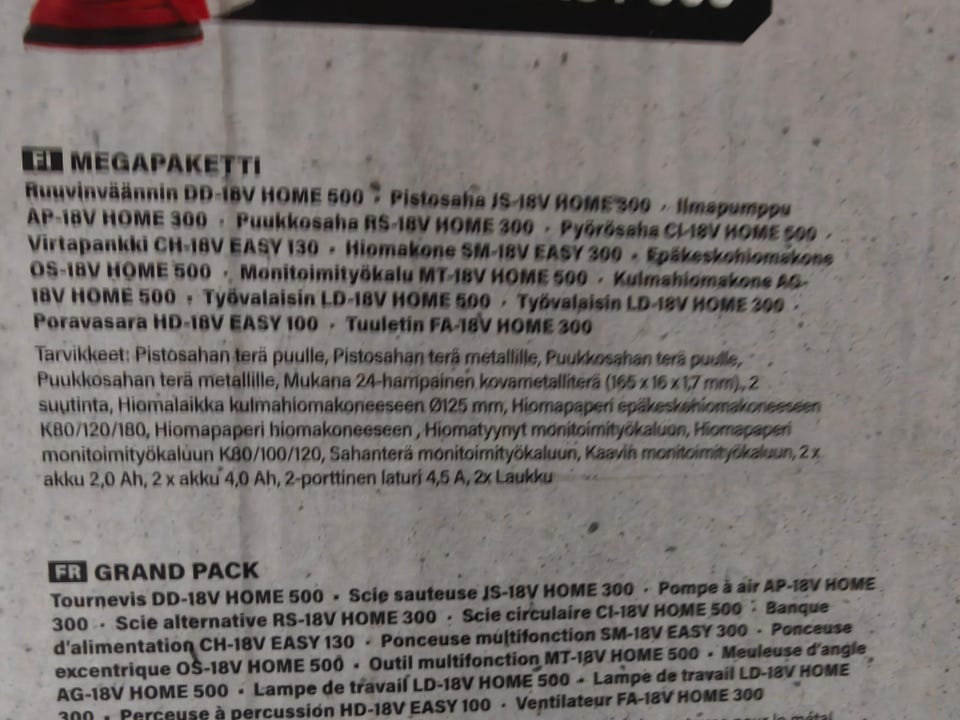 FI MEGAPAKETTI
Ruuvinväännin DD-18V HOME 500 · Pistosaha JS-18V HOME 300 · Ilmapumppu
AP-18V HOME 300 · Puukkosaha RS-18V HOME 300 · Pyörösaha CI-18V HOME 500 ·
Virtapankki CH-18V EASY 130 · Hiomakone SM-18V EASY 300 · Epäkeskohiomakone
OS-18V HOME 500 · Monitoimityökalu MT-18V HOME 500 · Kulmahiomakone AG-
18V HOME 500 · Työvalaisin LD-18V HOME 500 · Työvalaisin LD-18V HOME 300 ·
Poravasara HD-18V EASY 100 · Tuuletin FA-18V HOME 300
Tarvikkeet: Pistosahan terä puulle, Pistosahan terä metallille, Puukkosahan terä puulle,
Puukkosahan terä metallille, Mukana 24-hampainen kovametalliterä (165 x 16 x 1,7 mm), 2
suutinta, Hiomalaikka kulmahiomakoneeseen Ø125 mm, Hiomapaperi epäkeskohiomakoneeseen
K80/120/180, Hiomapaperi hiomakoneeseen , Hiomatyynyt monitoimityökaluun, Hiomapaperi
monitoimityökaluun K80/100/120, Sahanterä monitoimityökaluun, Kaavin monitoimityökaluun, 2 x
akku 2,0 Ah, 2 x akku 4,0 Ah, 2-porttinen laturi 4,5 A, 2x Laukku
FR GRAND PACK
Tournevis DD-18V HOME 500 · Scie sauteuse JS-18V HOME 300 · Pompe à air AP-18V HOME
300 · Scie alternative RS-18V HOME 300 · Scie circulaire CI-18V HOME 500 · Banque
d'alimentation CH-18V EASY 130 · Ponceuse multifonction SM-18V EASY 300 · Ponceuse
excentrique OS-18V HOME 500 · Outil multifonction MT-18V HOME 500 · Meuleuse d'angle
AG-18V HOME 500 · Lampe de travail LD-18V HOME 500 · Lampe de travail LD-18V HOME
300 · Perceuse à percussion HD-18V EASY 100 · Ventilateur FA-18V HOME 300